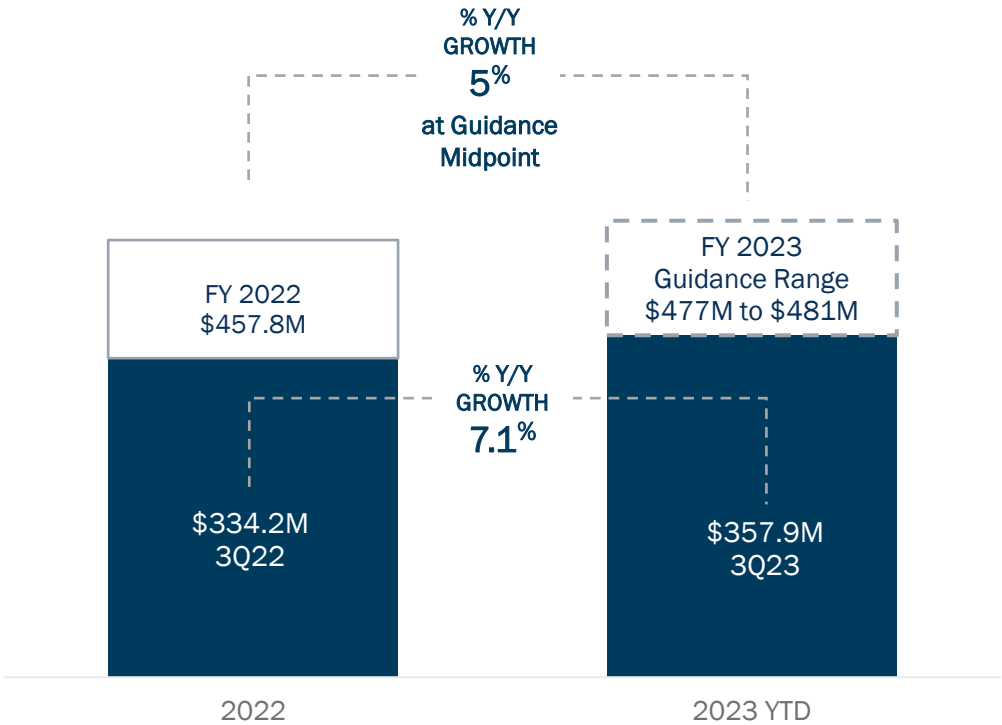 % Y/Y
GROWTH
5%
at Guidance
Midpoint
FY 2022
$457.8M
FY 2023
Guidance Range
$477M to $481M
% Y/Y
GROWTH
7.1%
$334.2M
3Q22
$357.9M
3Q23
2022
2023 YTD